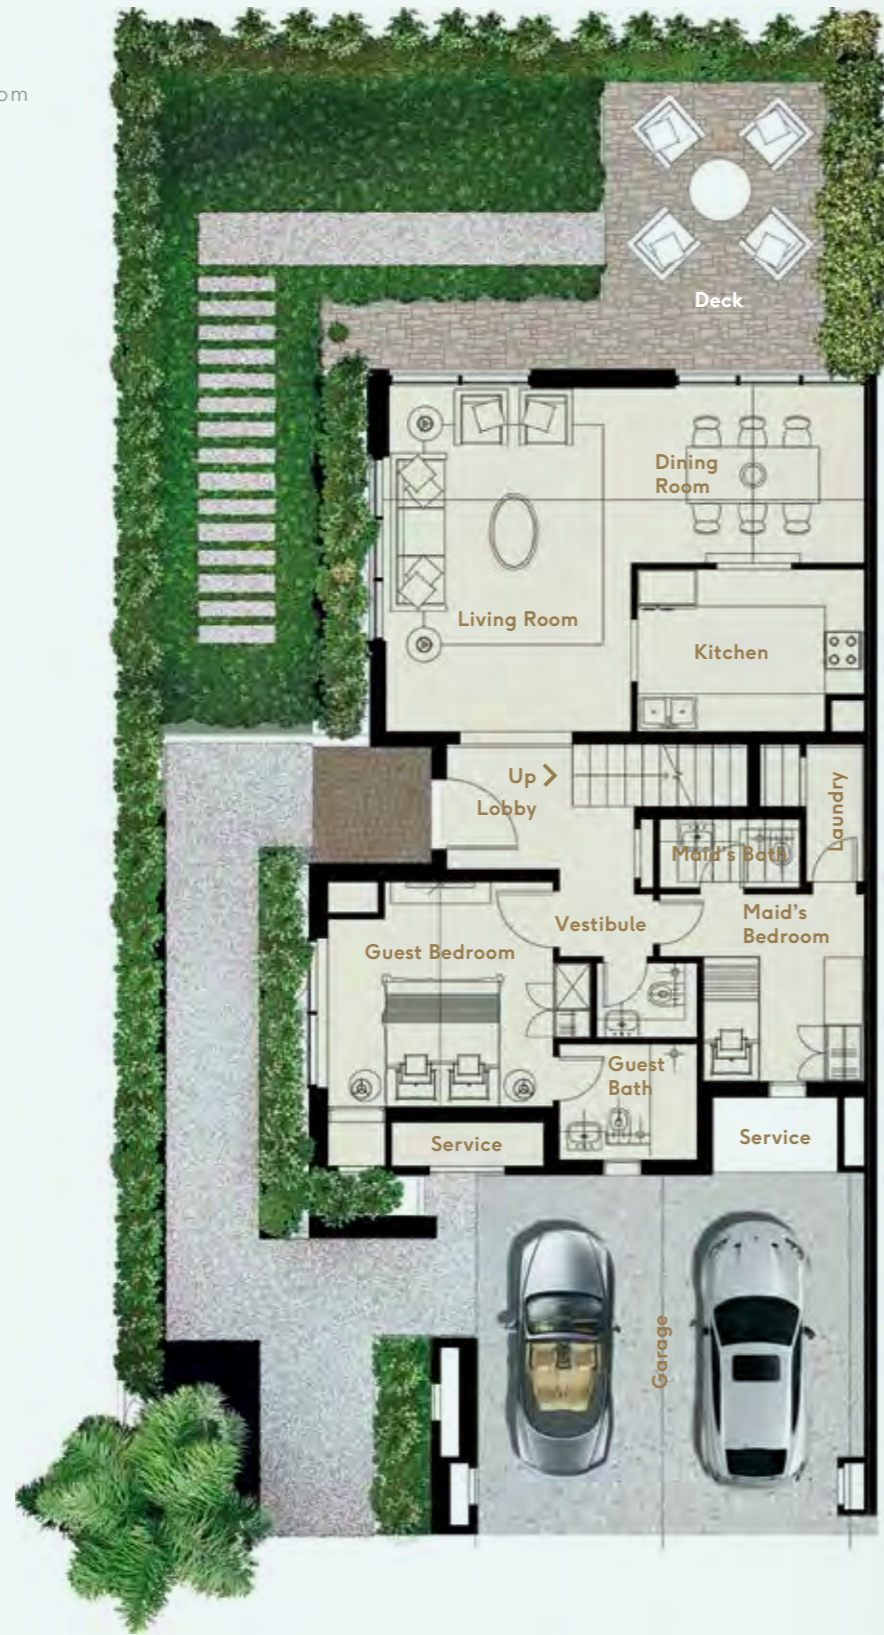 om
Deck
Dining
Room
Living Room
Kitchen
Up
Lobby
Laundry
Maid's Bath
Maid's
Bedroom
Vestibule
Guest Bedroom
Guest
Bath
Service
Service
Garage